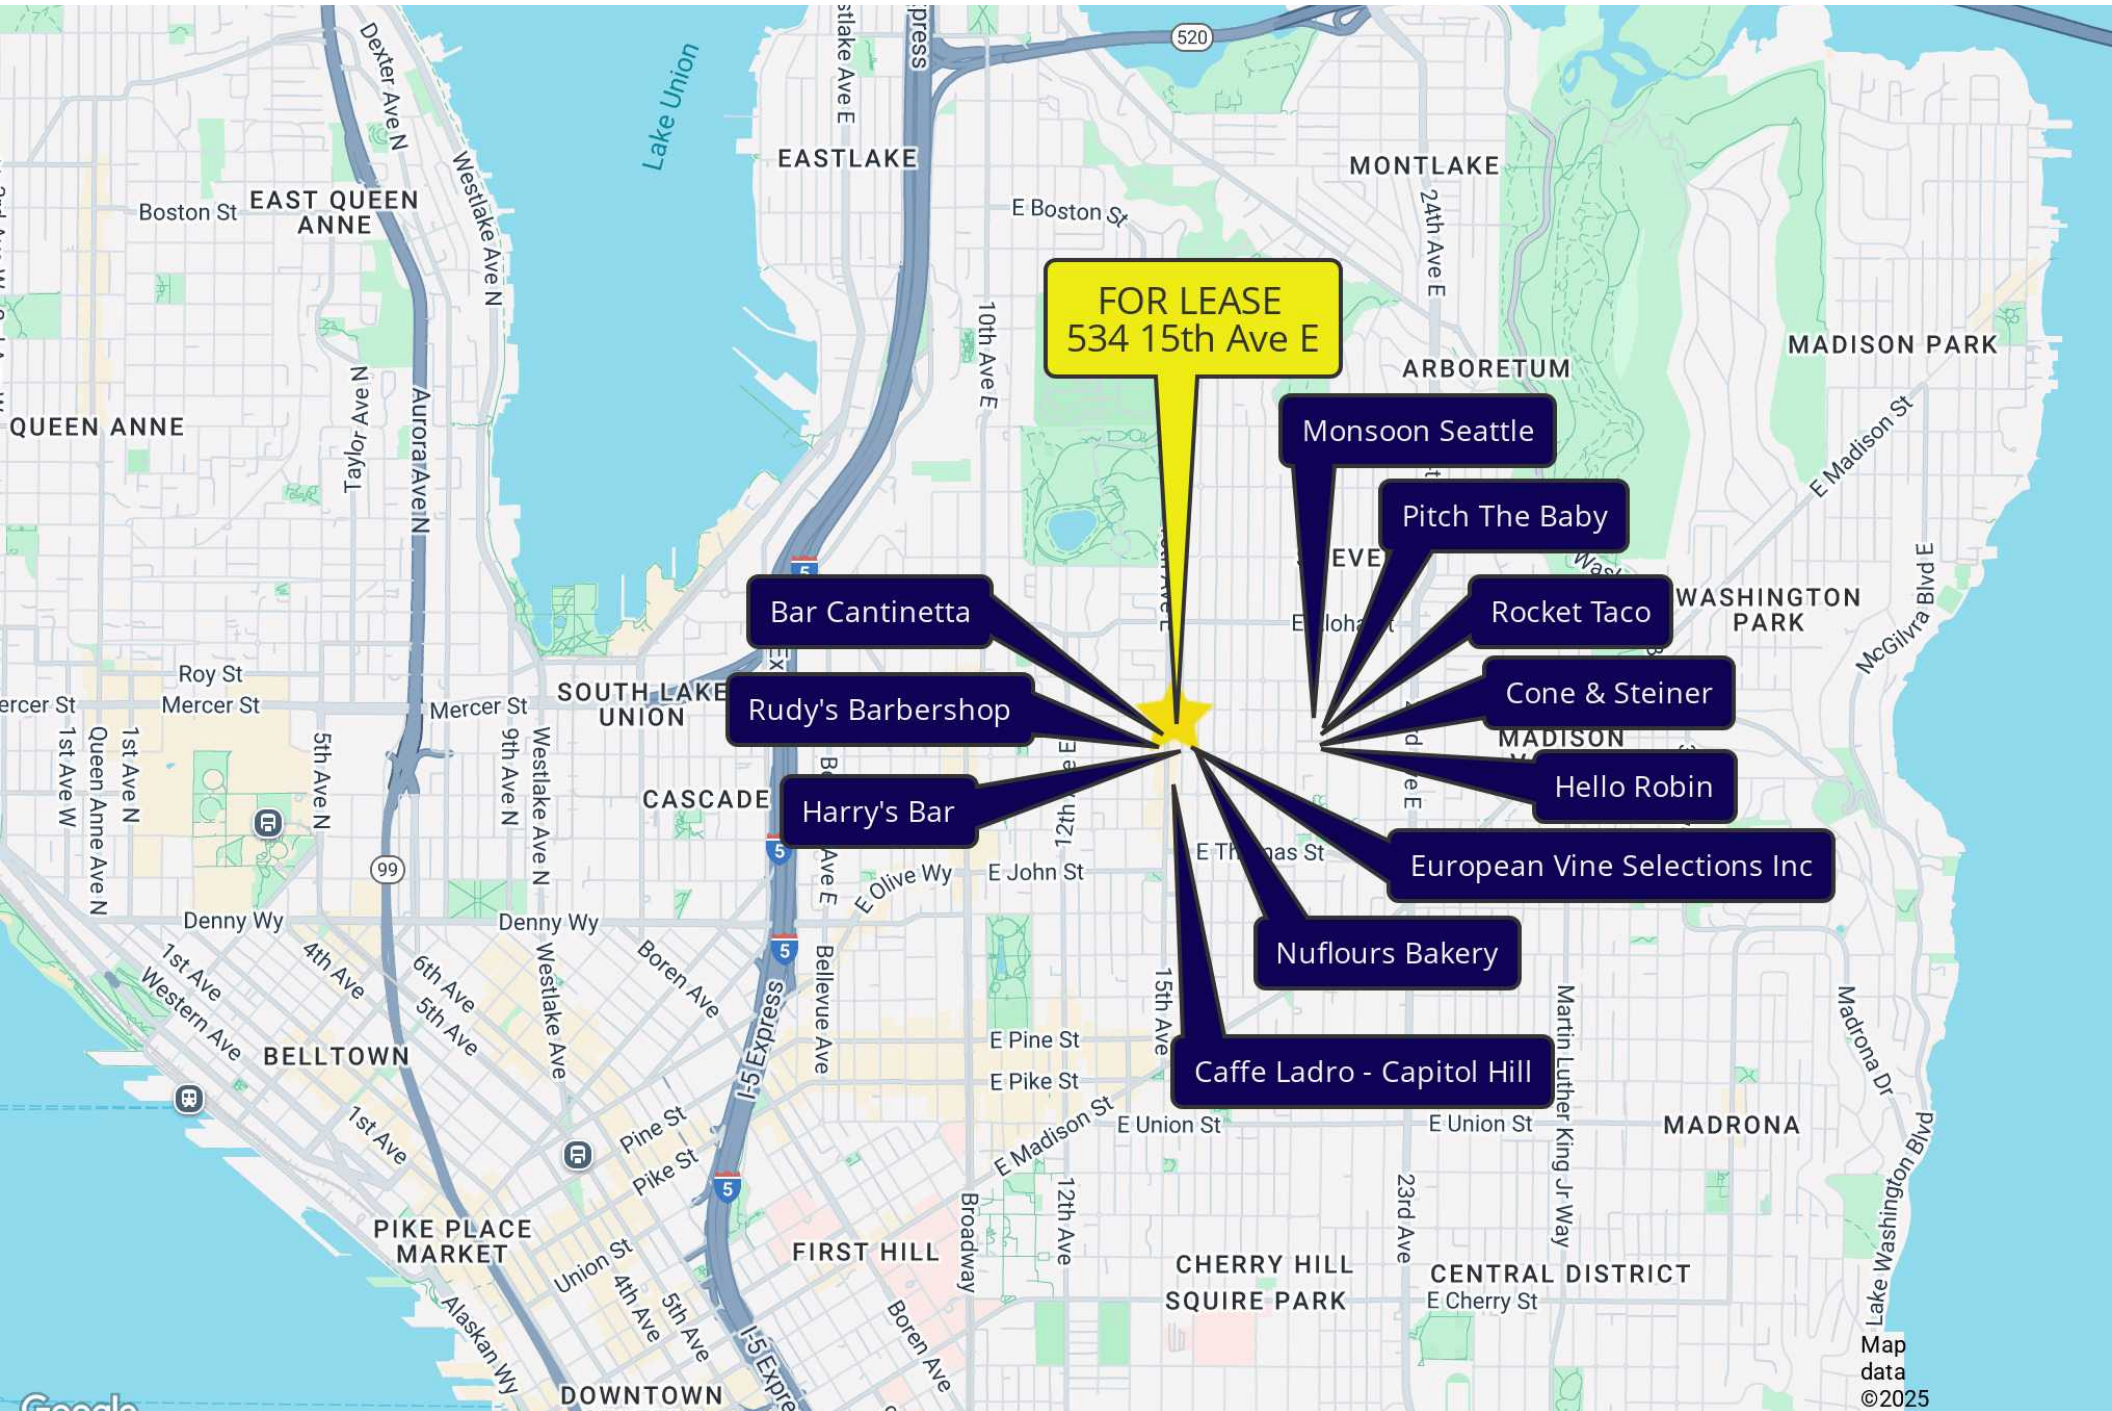 520
Dexter Ave N
Lake Union
EASTLAKE
MONTLAKE
Boston St
EAST QUEEN
ANNE
Westlake Ave N
E Boston St
24th Ave E
FOR LEASE
534 15th Ave E
10th Ave E
MADISON PARK
ARBORETUM
QUEEN ANNE
Taylor Ave N
Aurora Ave N
Monsoon Seattle
E Madison St
Pitch The Baby
5
Bar Cantinetta
Rocket Taco
WASHINGTON
PARK
McGilvra Blvd E
Roy St
Mercer St
Mercer St
SOUTH LAKE
UNION
Rudy's Barbershop
Cone & Steiner
MADISON
1st Ave W
Queen Anne Ave N
1st Ave N
5th Ave N
9th Ave N
Westlake Ave N
CASCADE
Harry's Bar
Hello Robin
5
99
E Thomas St
European Vine Selections Inc
E Olive Wy
E John St
Denny Wy
Denny Wy
5
Nuflours Bakery
1st Ave
Western Ave
4th Ave
6th Ave
5th Ave
Westlake Ave
Boren Ave
Bellevue Ave
I-5 Express
15th Ave
Martin Luther King Jr Way
Madrona Dr
BELLTOWN
E Pine St
E Pike St
Caffe Ladro - Capitol Hill
1st Ave
Pine St
Pike St
E Madison St
E Union St
E Union St
MADRONA
5
Lake Washington Blvd
PIKE PLACE
MARKET
Union St
4th Ave
5th Ave
FIRST HILL
Broadway
12th Ave
23rd Ave
CHERRY HILL
SQUIRE PARK
CENTRAL DISTRICT
E Cherry St
Alaskan Wy
Boren Ave
DOWNTOWN
Map
data
©2025
Google